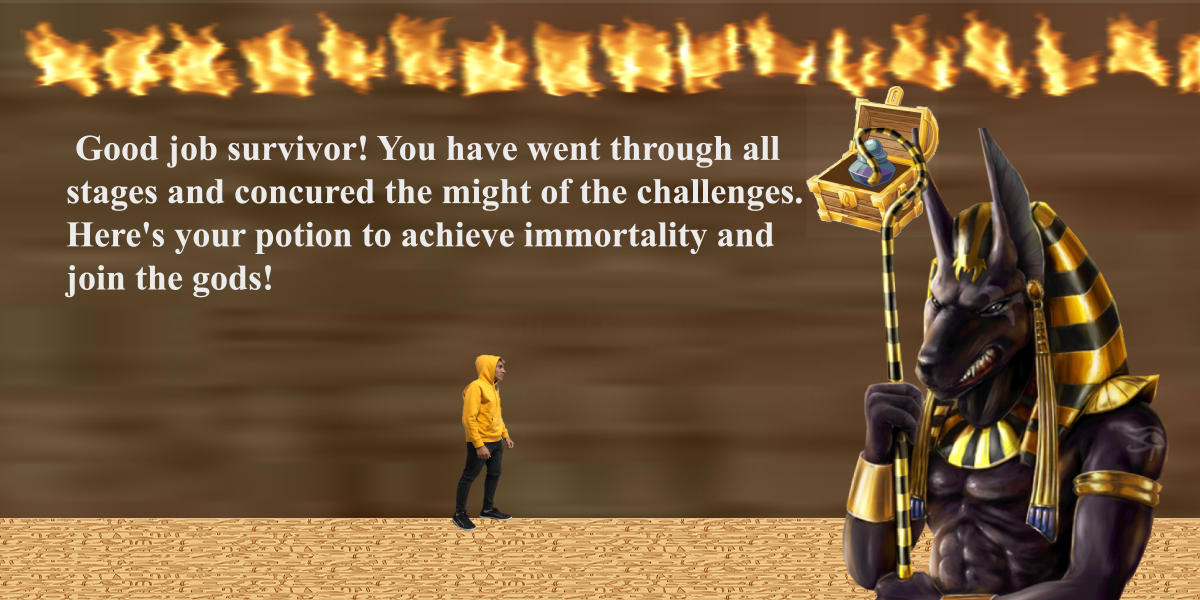 Good job survivor! You have went through all
stages and concured the might of the challenges.
Here's your potion to achieve immortality and
join the gods!